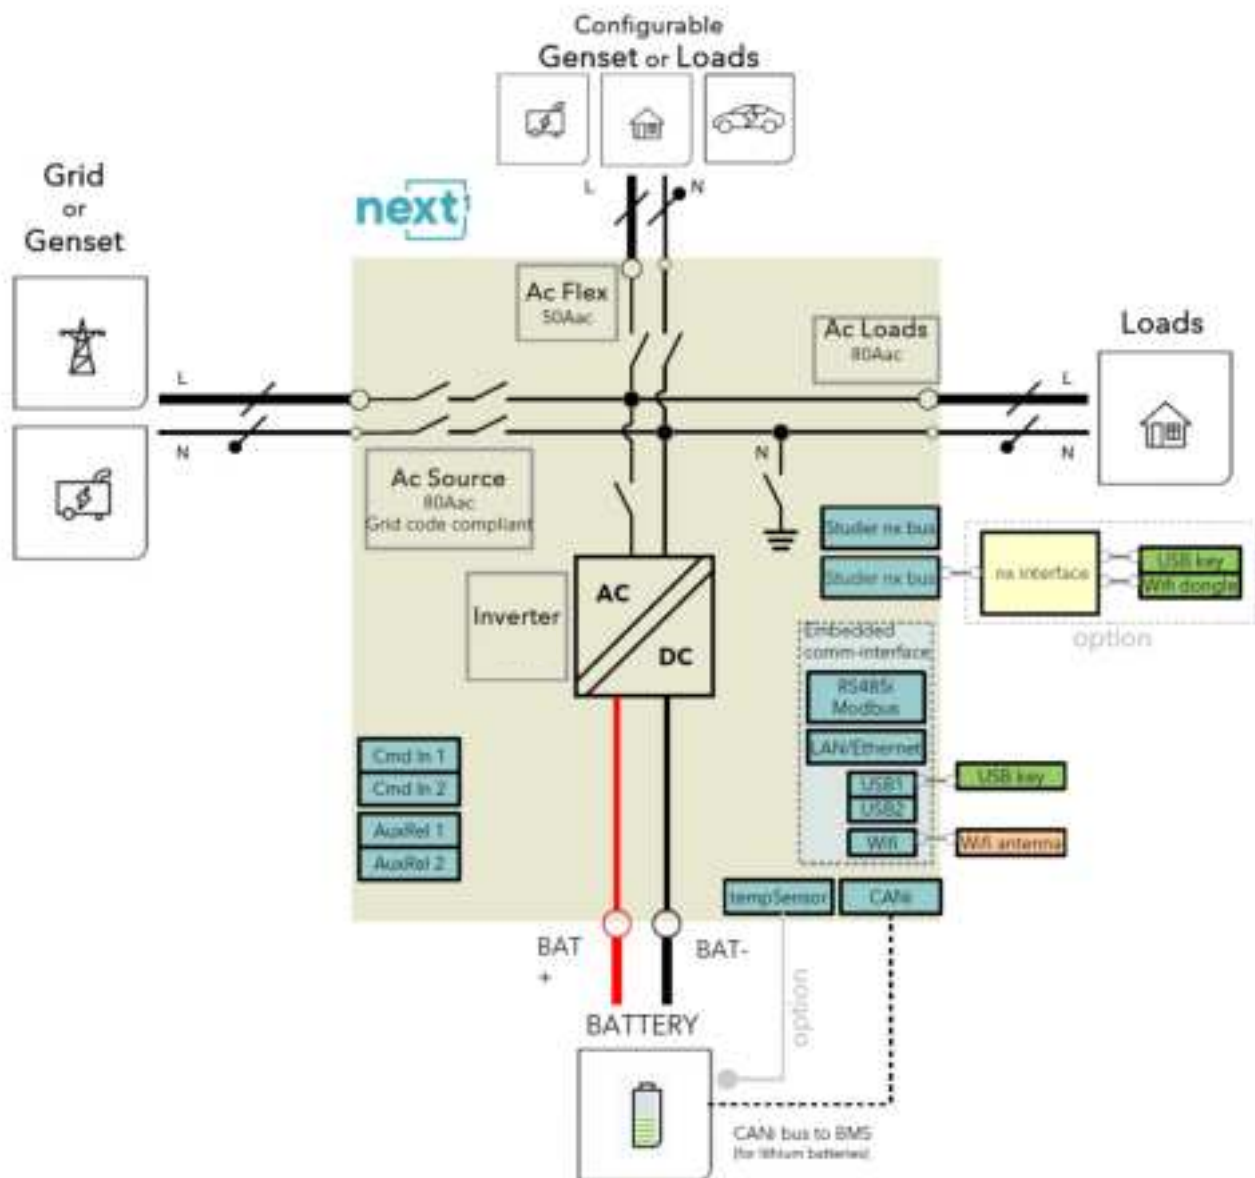 Configurable
Genset or Loads
Grid
or
Genset
next
L
N
Ac Flex
50Aac
Ac Loads
80Aac
Loads
L
N
L
N
N
Ac Source
80Aac
Grid code compliant
Studer nx bus
Studer nx bus
nx interface
USB key
Wifi dongle
option
Inverter
AC
DC
Embedded
comm-interface
RS485i
Modbus
LAN/Ethernet
USB1
USB2
Wifi
USB key
Wifi antenna
Cmd In 1
Cmd In 2
AuxRel 1
AuxRel 2
tempSensor
CANi
BAT
+
BAT-
option
BATTERY
CANi bus to BMS
(for lithium batteries)